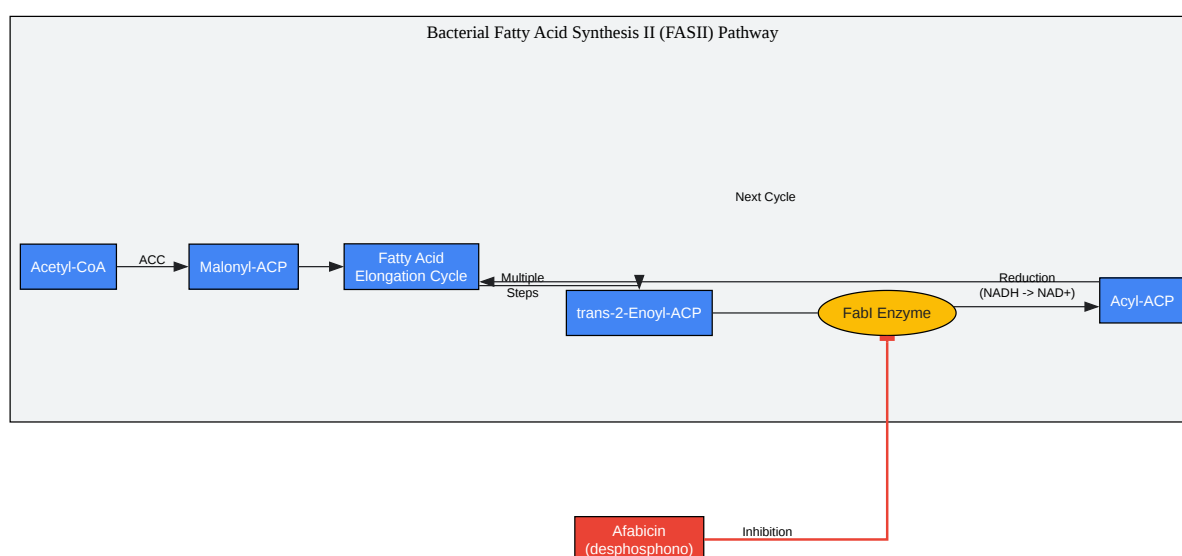 Bacterial Fatty Acid Synthesis II (FASII) Pathway
Next Cycle
Acetyl-CoA
ACC
Malonyl-ACP
Fatty Acid
Elongation Cycle
Multiple
Steps
trans-2-Enoyl-ACP
FabI Enzyme
Reduction
(NADH -> NAD+)
Acyl-ACP
Afabicin
(desphosphono)
Inhibition